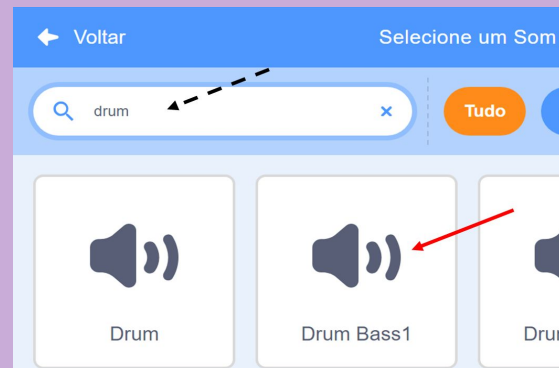 Voltar
Selecione um Som
drum
Tudo
Drum
Drum Bass1